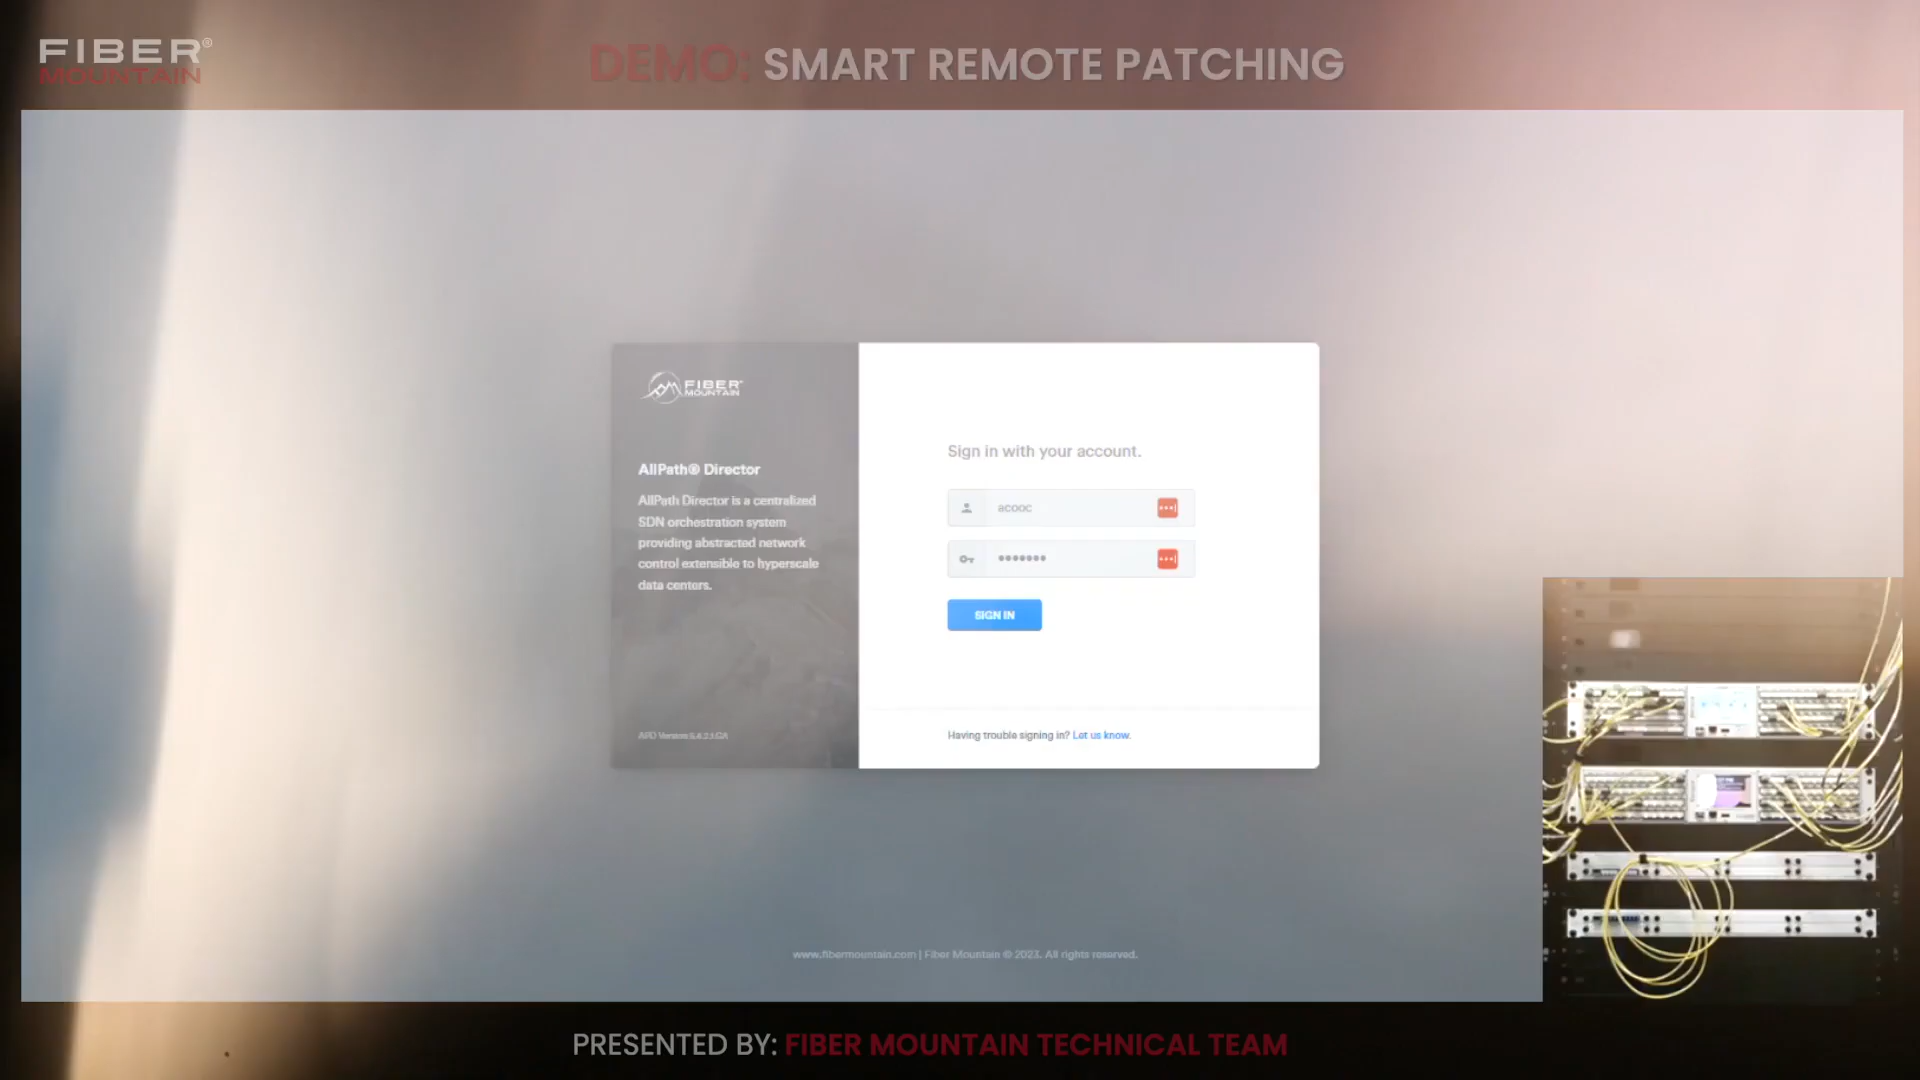 FIBER®
MOUNTAIN
DEMO: SMART REMOTE PATCHING
FIBER
MOUNTAIN
AllPath® Director
AllPath Director is a centralized
SDN orchestration system
providing abstracted network
control extensible to hyperscale
data centers.
Sign in with your account.
SIGN IN
Having trouble signing in? Let us know.
www.fibermountain.com | Fiber Mountain © 2023. All rights reserved.
PRESENTED BY: FIBER MOUNTAIN TECHNICAL TEAM